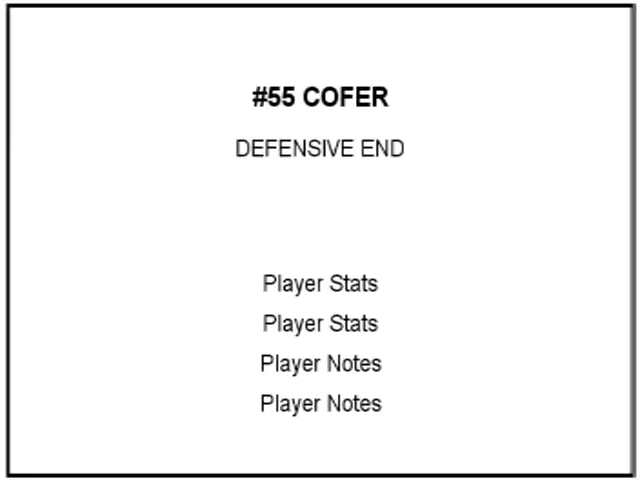 #55 COFER
DEFENSIVE END
Player Stats
Player Stats
Player Notes
Player Notes